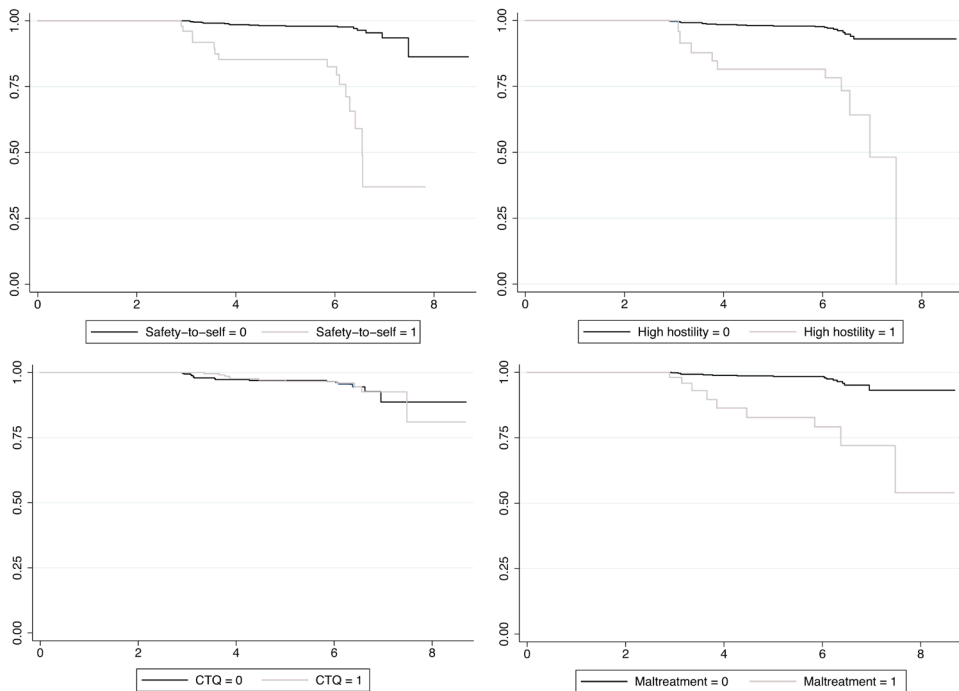 1.00
0.75
0.50
0.25
0.00
0 2 4 6 8
Safety-to-self = 0 Safety-to-self = 1
1.00
0.75
0.50
0.25
0.00
0 2 4 6 8
High hostility = 0 High hostility = 1
1.00
0.75
0.50
0.25
0.00
0 2 4 6 8
CTQ = 0 CTQ = 1
1.00
0.75
0.50
0.25
0.00
0 2 4 6 8
Maltreatment = 0 Maltreatment = 1